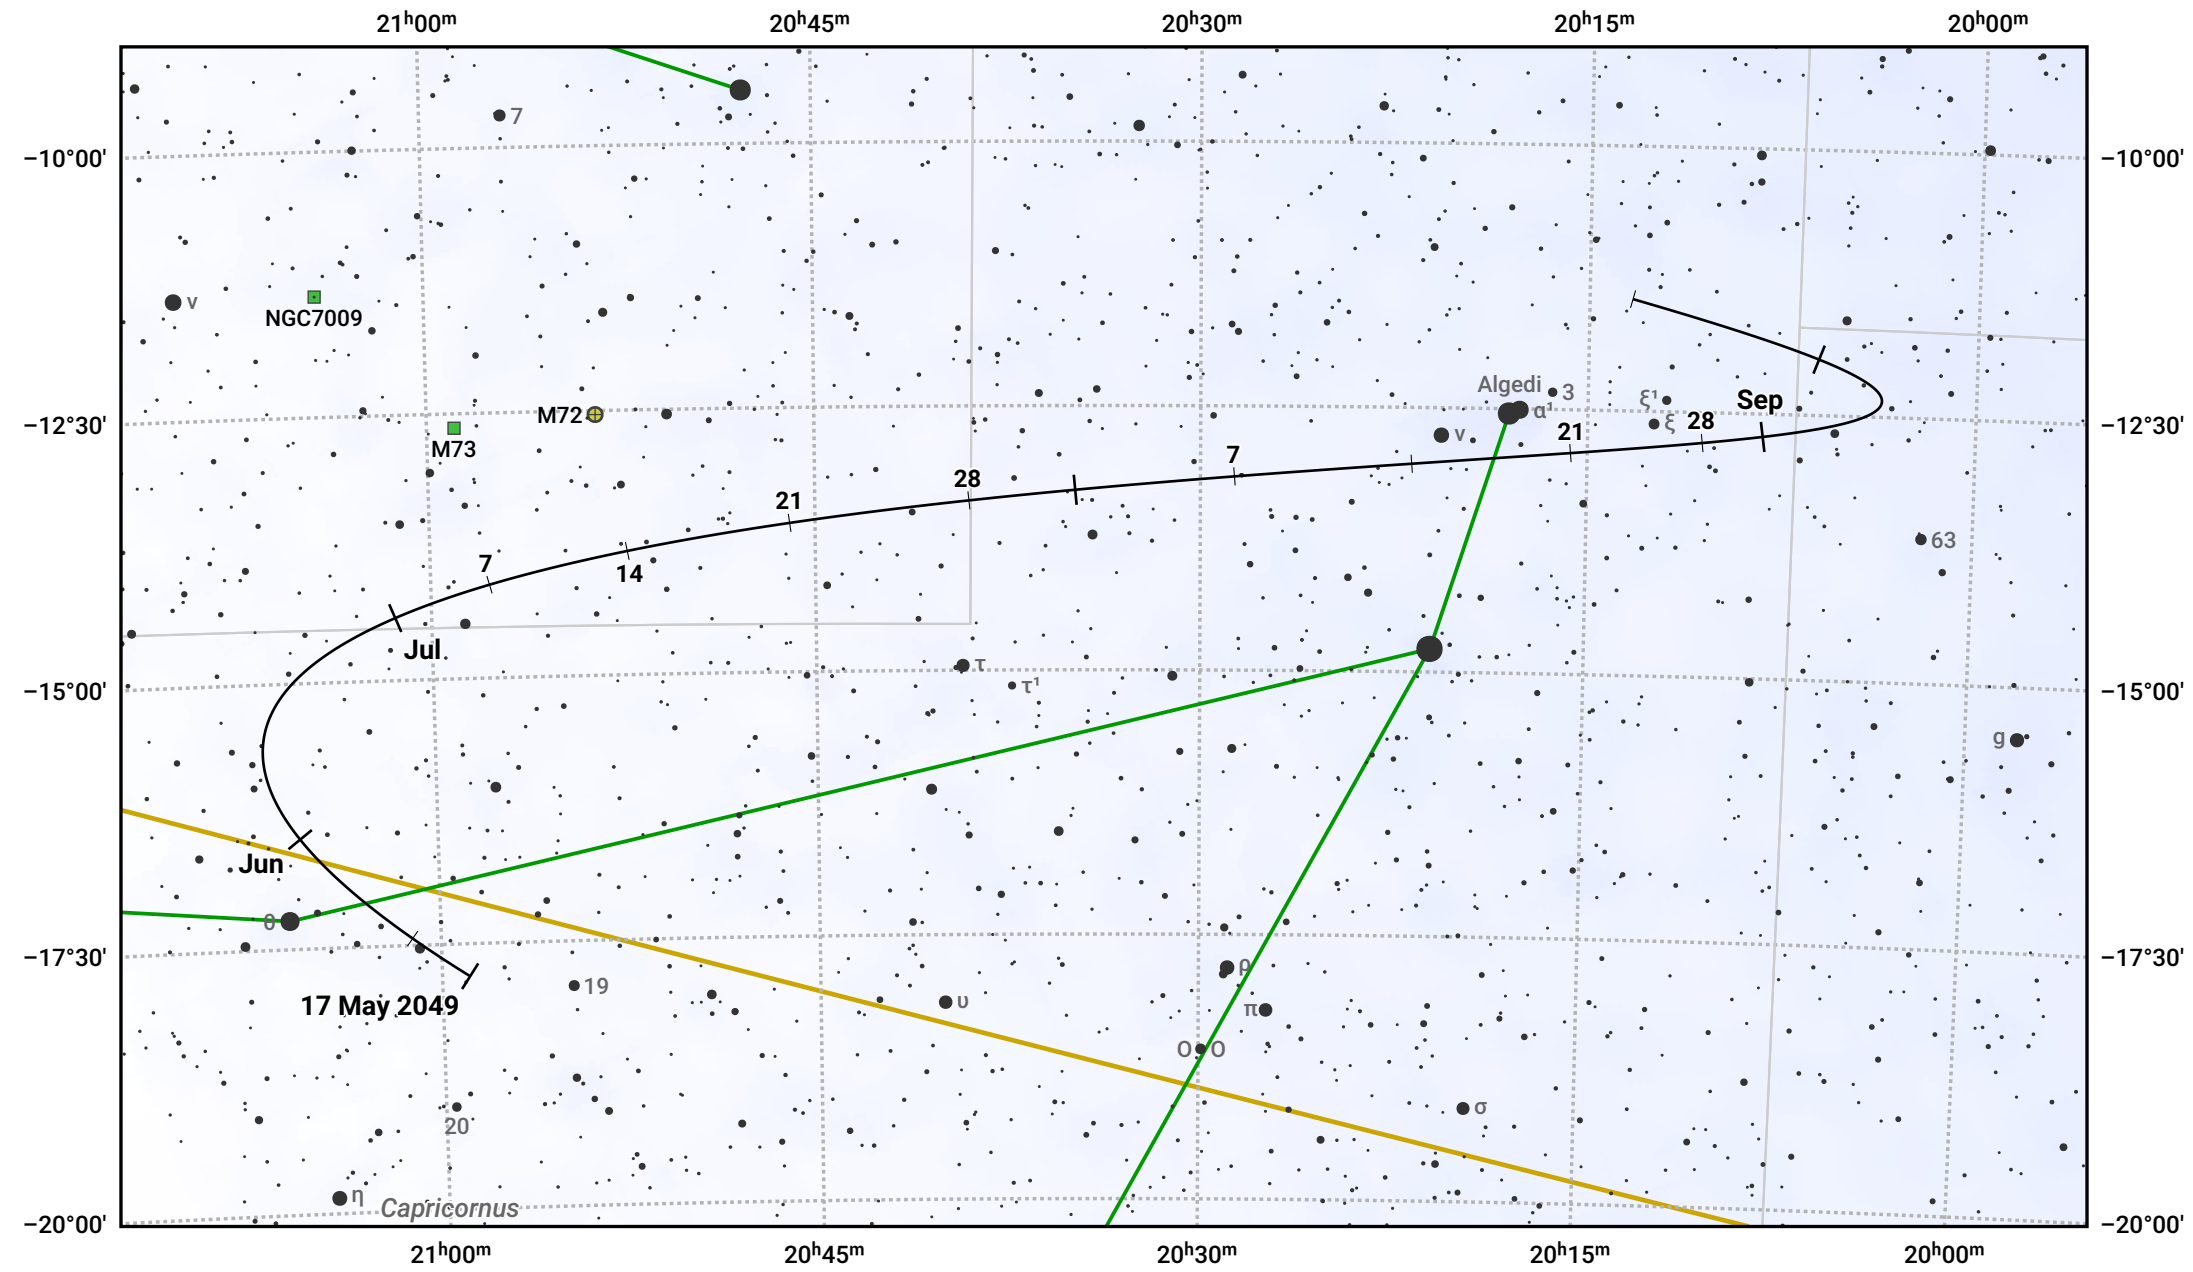 21ʰ00ᵐ 20ʰ45ᵐ 20ʰ30ᵐ 20ʰ15ᵐ 20ʰ00ᵐ
7
−10°00' −10°00'
ν
NGC7009
Algedi 3
α¹
ξ¹
Sep
M72
−12°30' −12°30'
M73
ν
21
28
ξ
7
28
21
63
7
14
Jul
τ
τ¹
−15°00' −15°00'
g
Jun
θ
−17°30' −17°30'
ρ
19
17 May 2049
υ
π
ο ο
σ
20
η
Capricornus
−20°00' −20°00'
21ʰ00ᵐ 20ʰ45ᵐ 20ʰ30ᵐ 20ʰ15ᵐ 20ʰ00ᵐ